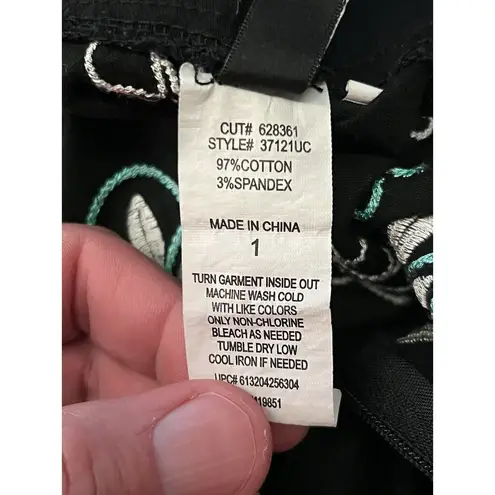 CUT# 628361
STYLE# 37121UC
97%COTTON
3%SPANDEX
MADE IN CHINA
1
TURN GARMENT INSIDE OUT
MACHINE WASH COLD
WITH LIKE COLORS
ONLY NON-CHLORINE
BLEACH AS NEEDED
TUMBLE DRY LOW
COOL IRON IF NEEDED
UPC# 613204256304